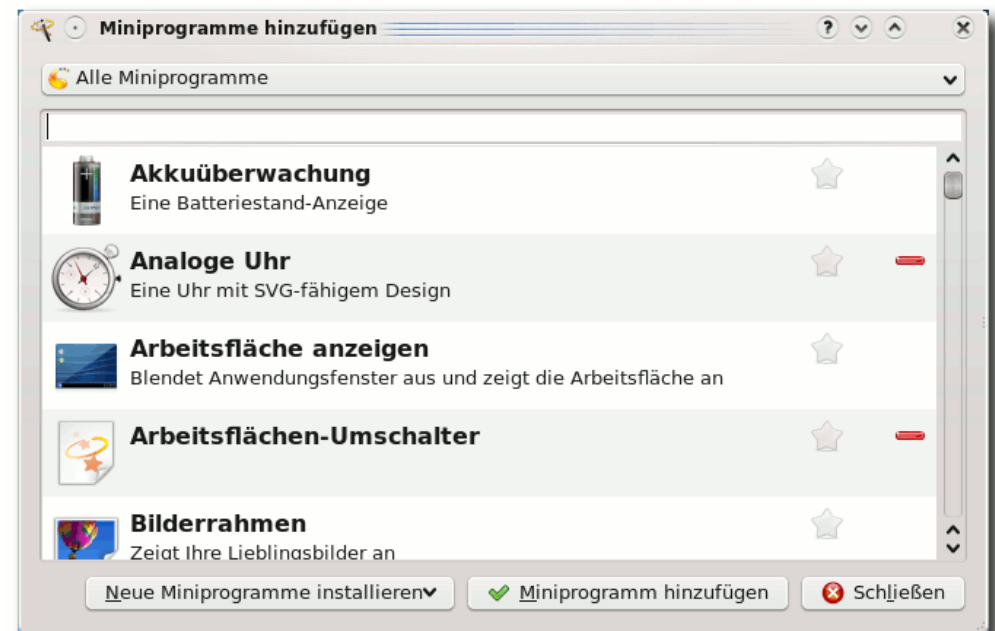 Miniprogramme hinzufügen
Alle Miniprogramme
Akkuüberwachung
Eine Batteriestand-Anzeige
Analoge Uhr
Eine Uhr mit SVG-fähigem Design
Arbeitsfläche anzeigen
Blendet Anwendungsfenster aus und zeigt die Arbeitsfläche an
Arbeitsflächen-Umschalter
Bilderrahmen
Zeigt Ihre Lieblingsbilder an
Neue Miniprogramme installieren
Miniprogramm hinzufügen
Schließen